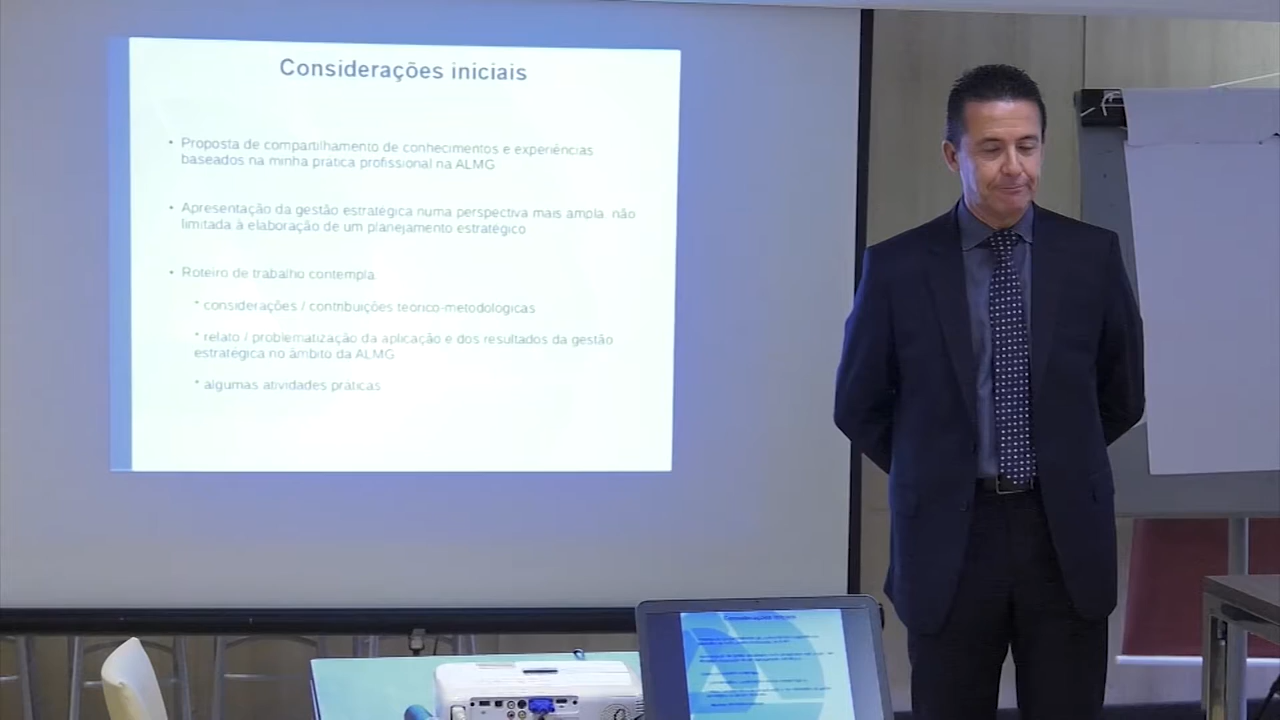 Considerações iniciais
• Proposta de compartilhamento de conhecimentos e experiências
baseados na minha prática profissional na ALMG
• Apresentação da gestão estratégica numa perspectiva mais ampla não
limitada à elaboração de um planejamento estratégico
• Roteiro de trabalho contempla
* considerações / contribuições teórico-metodológicas
* relato / problematização da aplicação e dos resultados da gestão
estratégica no âmbito da ALMG
* algumas atividades práticas
Considerações iniciais